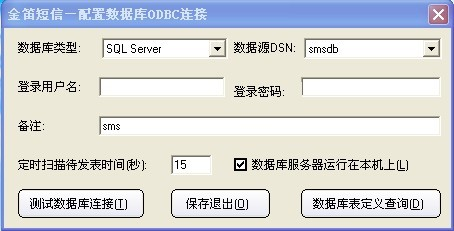 金笛短信－配置数据库ODBC连接
数据库类型: SQL Server 数据源DSN: smsdb
登录用户名: 登录密码:
备注: sms
定时扫描待发表时间(秒): 15 数据库服务器运行在本机上(L)
测试数据库连接(T) 保存退出(O) 数据库表定义查询(D)